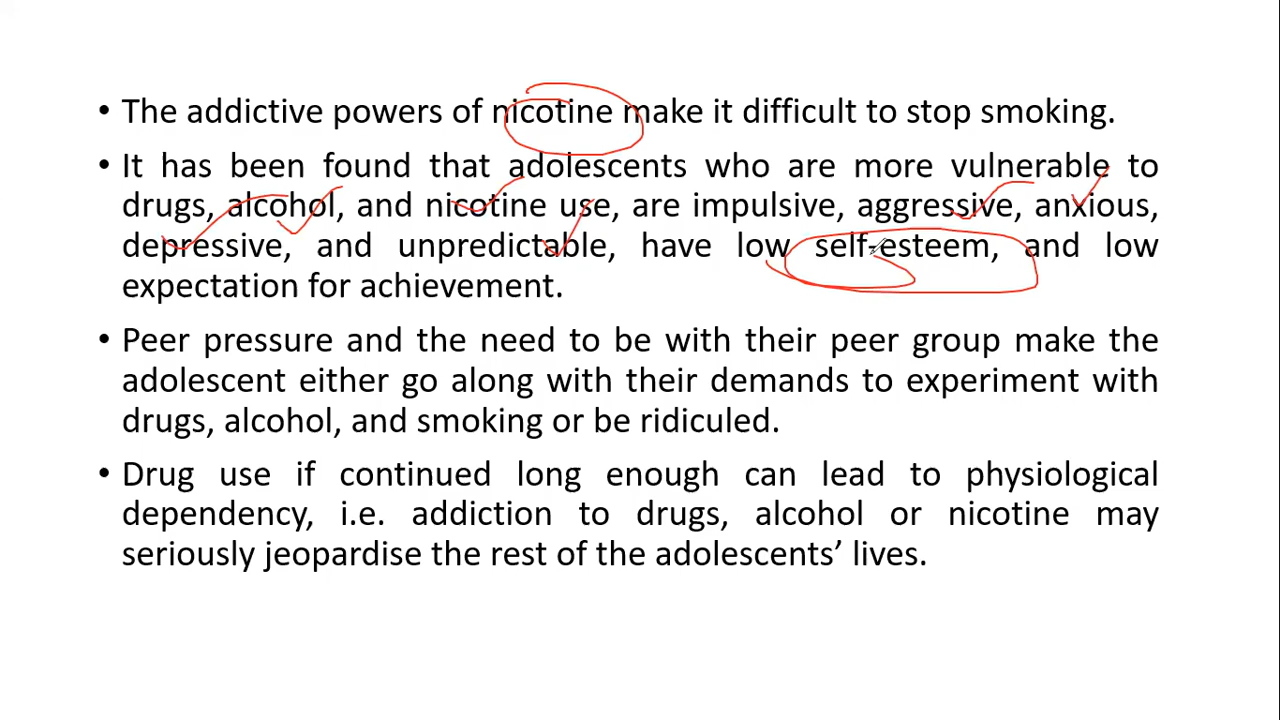 • The addictive powers of nicotine make it difficult to stop smoking.
• It has been found that adolescents who are more vulnerable to
drugs, alcohol, and nicotine use, are impulsive, aggressive, anxious,
depressive, and unpredictable, have low self-esteem, and low
expectation for achievement.
• Peer pressure and the need to be with their peer group make the
adolescent either go along with their demands to experiment with
drugs, alcohol, and smoking or be ridiculed.
• Drug use if continued long enough can lead to physiological
dependency, i.e. addiction to drugs, alcohol or nicotine may
seriously jeopardise the rest of the adolescents’ lives.